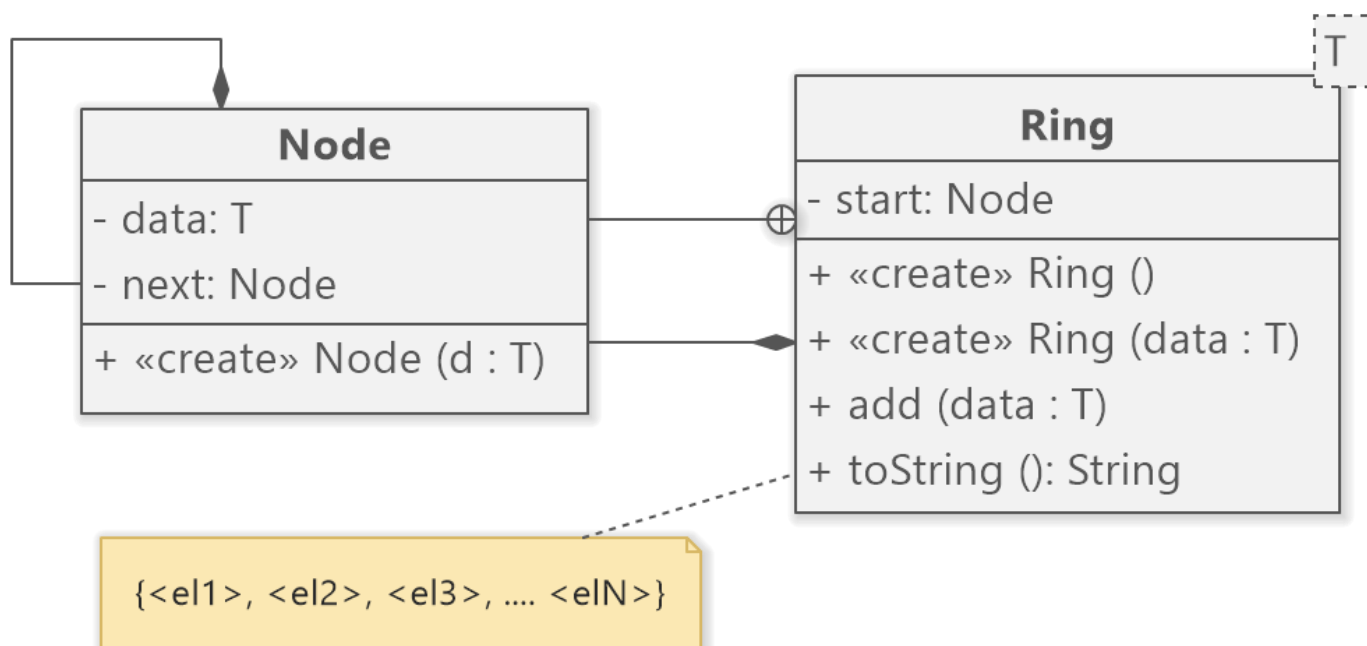 Node
- data: T
- next: Node
+ «create» Node (d : T)
T
Ring
- start: Node
+ «create» Ring ()
+ «create» Ring (data : T)
+ add (data : T)
+ toString (): String
{<el1>, <el2>, <el3>, .... <elN>}